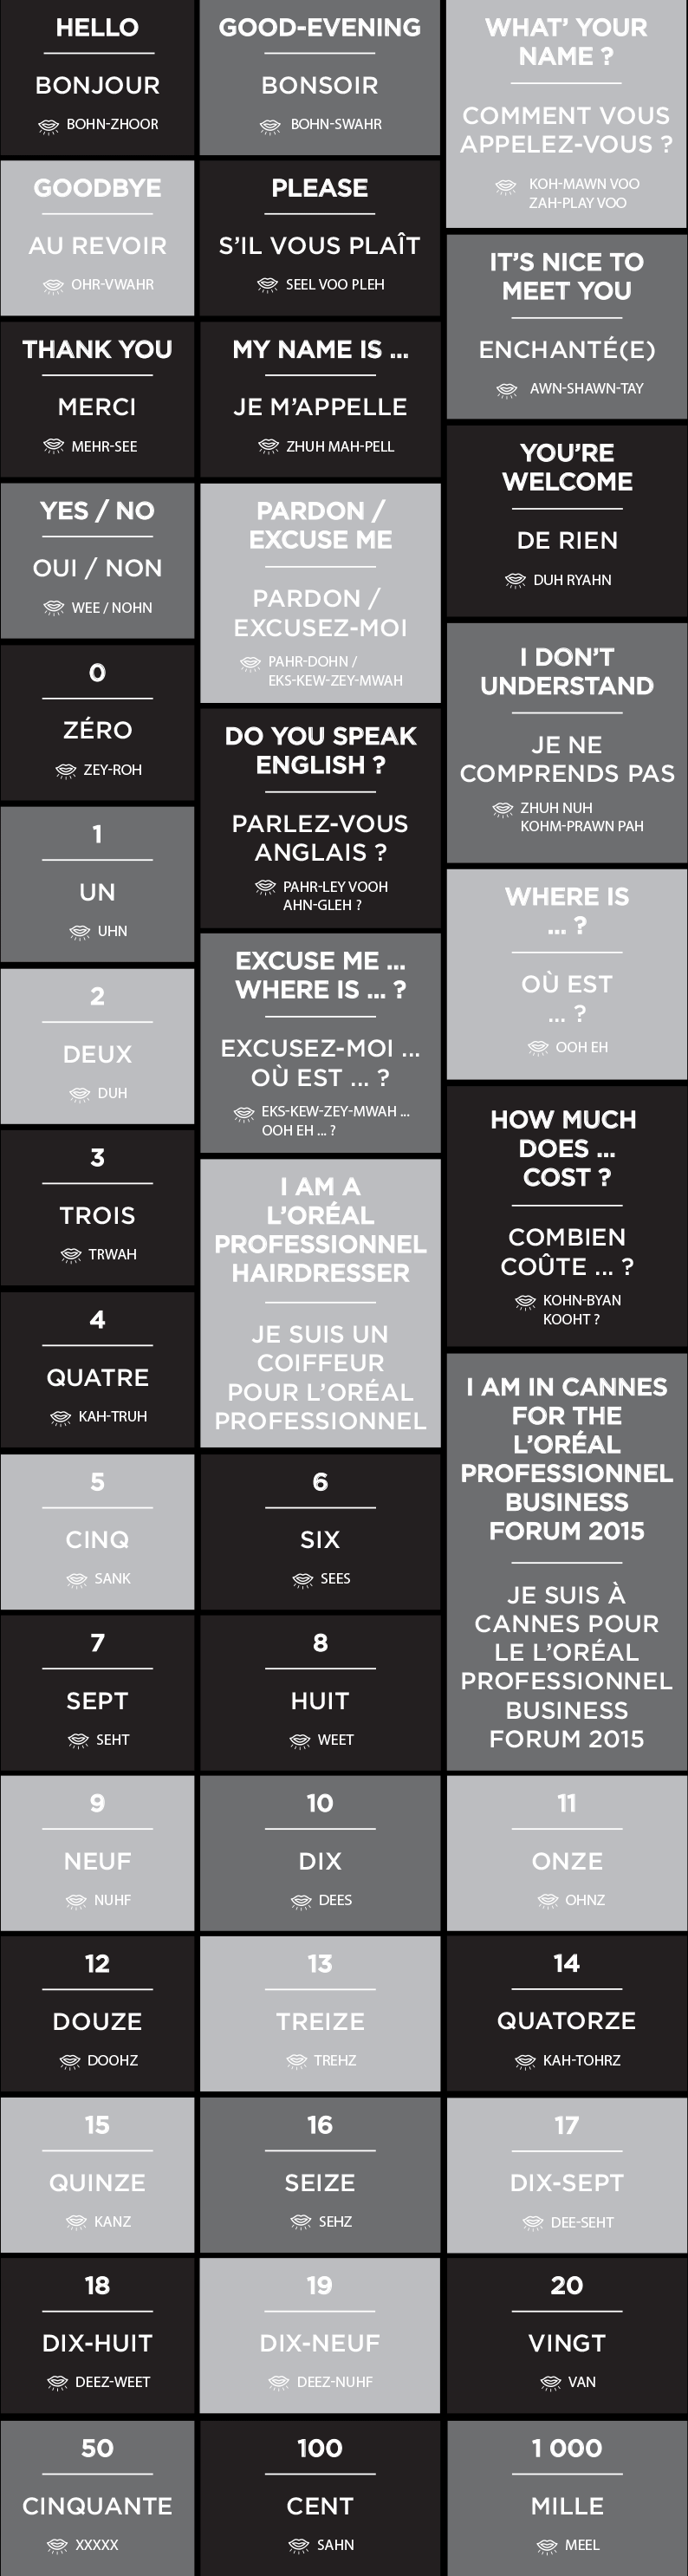 HELLO
BONJOUR
BOHN-ZHOOR
GOOD-EVENING
BONSOIR
BOHN-SWAHR
WHAT' YOUR
NAME ?
COMMENT VOUS
APPELEZ-VOUS ?
KOH-MAWN VOO
ZAH-PLAY VOO
GOODBYE
AU REVOIR
OHR-VWAHR
PLEASE
S'IL VOUS PLAÎT
SEEL VOO PLEH
IT'S NICE TO
MEET YOU
ENCHANTÉ(E)
AWN-SHAWN-TAY
THANK YOU
MERCI
MEHR-SEE
MY NAME IS ...
JE M'APPELLE
ZHUH MAH-PELL
YOU'RE
WELCOME
DE RIEN
DUH RYAHN
YES / NO
OUI / NON
WEE / NOHN
PARDON /
EXCUSE ME
PARDON /
EXCUSEZ-MOI
PAHR-DOHN /
EKS-KEW-ZEY-MWAH
I DON'T
UNDERSTAND
JE NE
COMPRENDS PAS
ZHUH NUH
KOHM-PRAWN PAH
0
ZÉRO
ZEY-ROH
DO YOU SPEAK
ENGLISH ?
PARLEZ-VOUS
ANGLAIS ?
PAHR-LEY VOOH
AHN-GLEH ?
1
UN
UHN
WHERE IS
... ?
OÙ EST
... ?
OOH EH
2
DEUX
DUH
EXCUSE ME ...
WHERE IS ... ?
EXCUSEZ-MOI ...
OÙ EST ... ?
EKS-KEW-ZEY-MWAH ...
OOH EH ... ?
HOW MUCH
DOES ...
COST ?
COMBIEN
COÛTE ... ?
KOHN-BYAN
KOOHT ?
3
TROIS
TRWAH
I AM A
L'ORÉAL
PROFESSIONNEL
HAIRDRESSER
JE SUIS UN
COIFFEUR
POUR L'ORÉAL
PROFESSIONNEL
4
QUATRE
KAH-TRUH
I AM IN CANNES
FOR THE
L'ORÉAL
PROFESSIONNEL
BUSINESS
FORUM 2015
JE SUIS À
CANNES POUR
LE L'ORÉAL
PROFESSIONNEL
BUSINESS
FORUM 2015
5
CINQ
SANK
6
SIX
SEES
7
SEPT
SEHT
8
HUIT
WEET
9
NEUF
NUHF
10
DIX
DEES
11
ONZE
OHNZ
12
DOUZE
DOOHZ
13
TREIZE
TREHZ
14
QUATORZE
KAH-TOHRZ
15
QUINZE
KANZ
16
SEIZE
SEHZ
17
DIX-SEPT
DEE-SEHT
18
DIX-HUIT
DEEZ-WEET
19
DIX-NEUF
DEEZ-NUHF
20
VINGT
VAN
50
CINQUANTE
XXXXX
100
CENT
SAHN
1 000
MILLE
MEEL